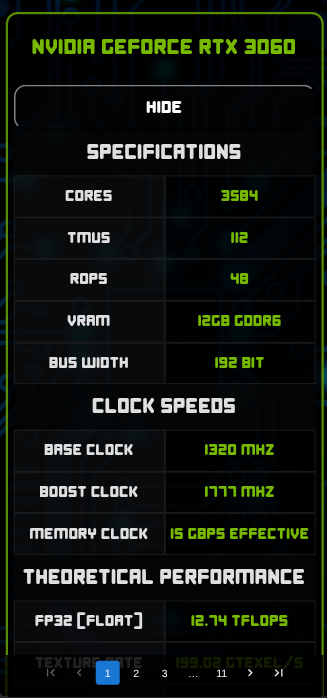 NVIDIA GEFORCE RTX 3060
HIDE
SPECIFICATIONS
CORES 3584
TMUS 112
ROPS 48
VRAM 12GB GDDR6
BUS WIDTH 192 BIT
CLOCK SPEEDS
BASE CLOCK 1320 MHZ
BOOST CLOCK 1777 MHZ
MEMORY CLOCK 15 GBPS EFFECTIVE
THEORETICAL PERFORMANCE
FP32 [FLOAT] 12.74 TFLOPS
TEXTURE RATE 199.02 GTEXEL/S
1 2 3 ... 11